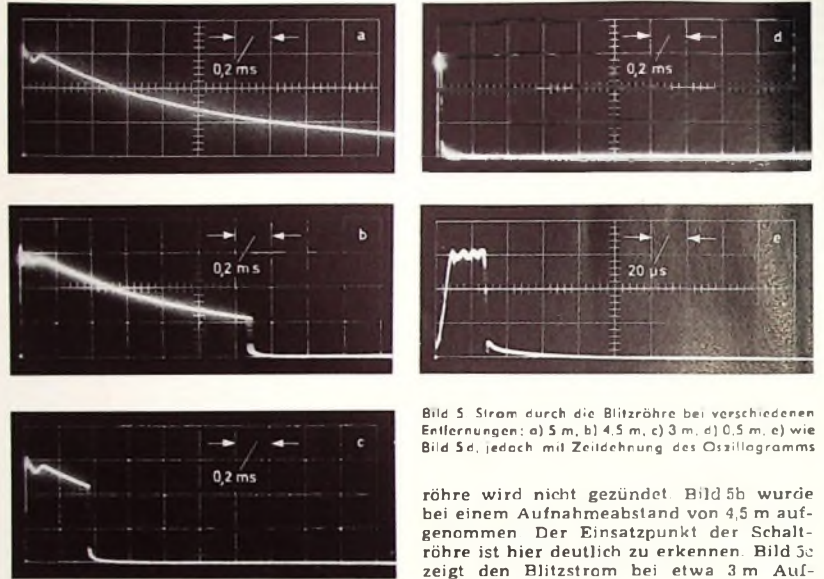 a
0,2 ms
b
0,2 ms
c
0,2 ms
d
0,2 ms
e
20 µs
Bild 5. Strom durch die Blitzröhre bei verschiedenen
Entfernungen: a) 5 m, b) 4,5 m, c) 3 m, d) 0,5 m, e) wie
Bild 5d, jedoch mit Zeitdehnung des Oszillogramms
röhre wird nicht gezündet. Bild 5b wurde
bei einem Aufnahmeabstand von 4,5 m auf-
genommen. Der Einsatzpunkt der Schalt-
röhre ist hier deutlich zu erkennen. Bild 5c
zeigt den Blitzstrom bei etwa 3 m Auf-